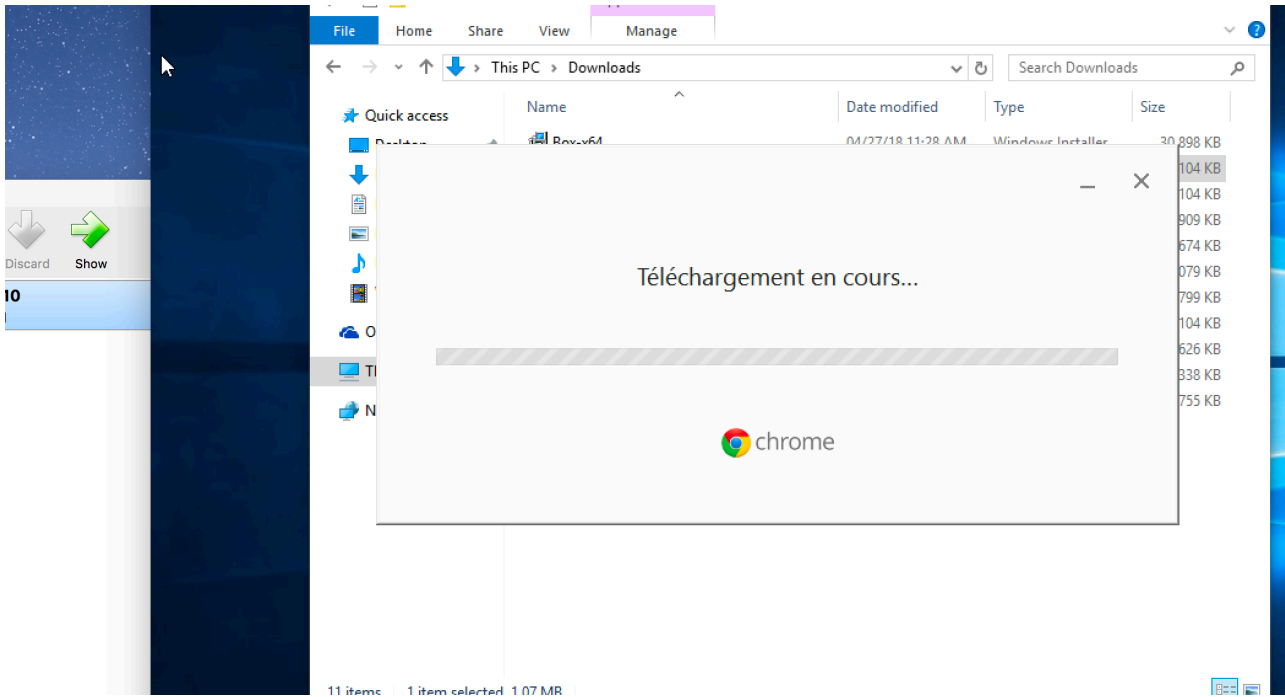 File Home Share View Manage
This PC Downloads
Search Downloads
Name Date modified Type Size
Quick access
Desktop
Box-x64 04/27/18 11:28 AM Windows Installer 30,898 KB
104 KB
104 KB
909 KB
674 KB
079 KB
799 KB
104 KB
626 KB
338 KB
755 KB
Téléchargement en cours...
chrome
Discard Show
10
11 items 1 item selected 1.07 MB